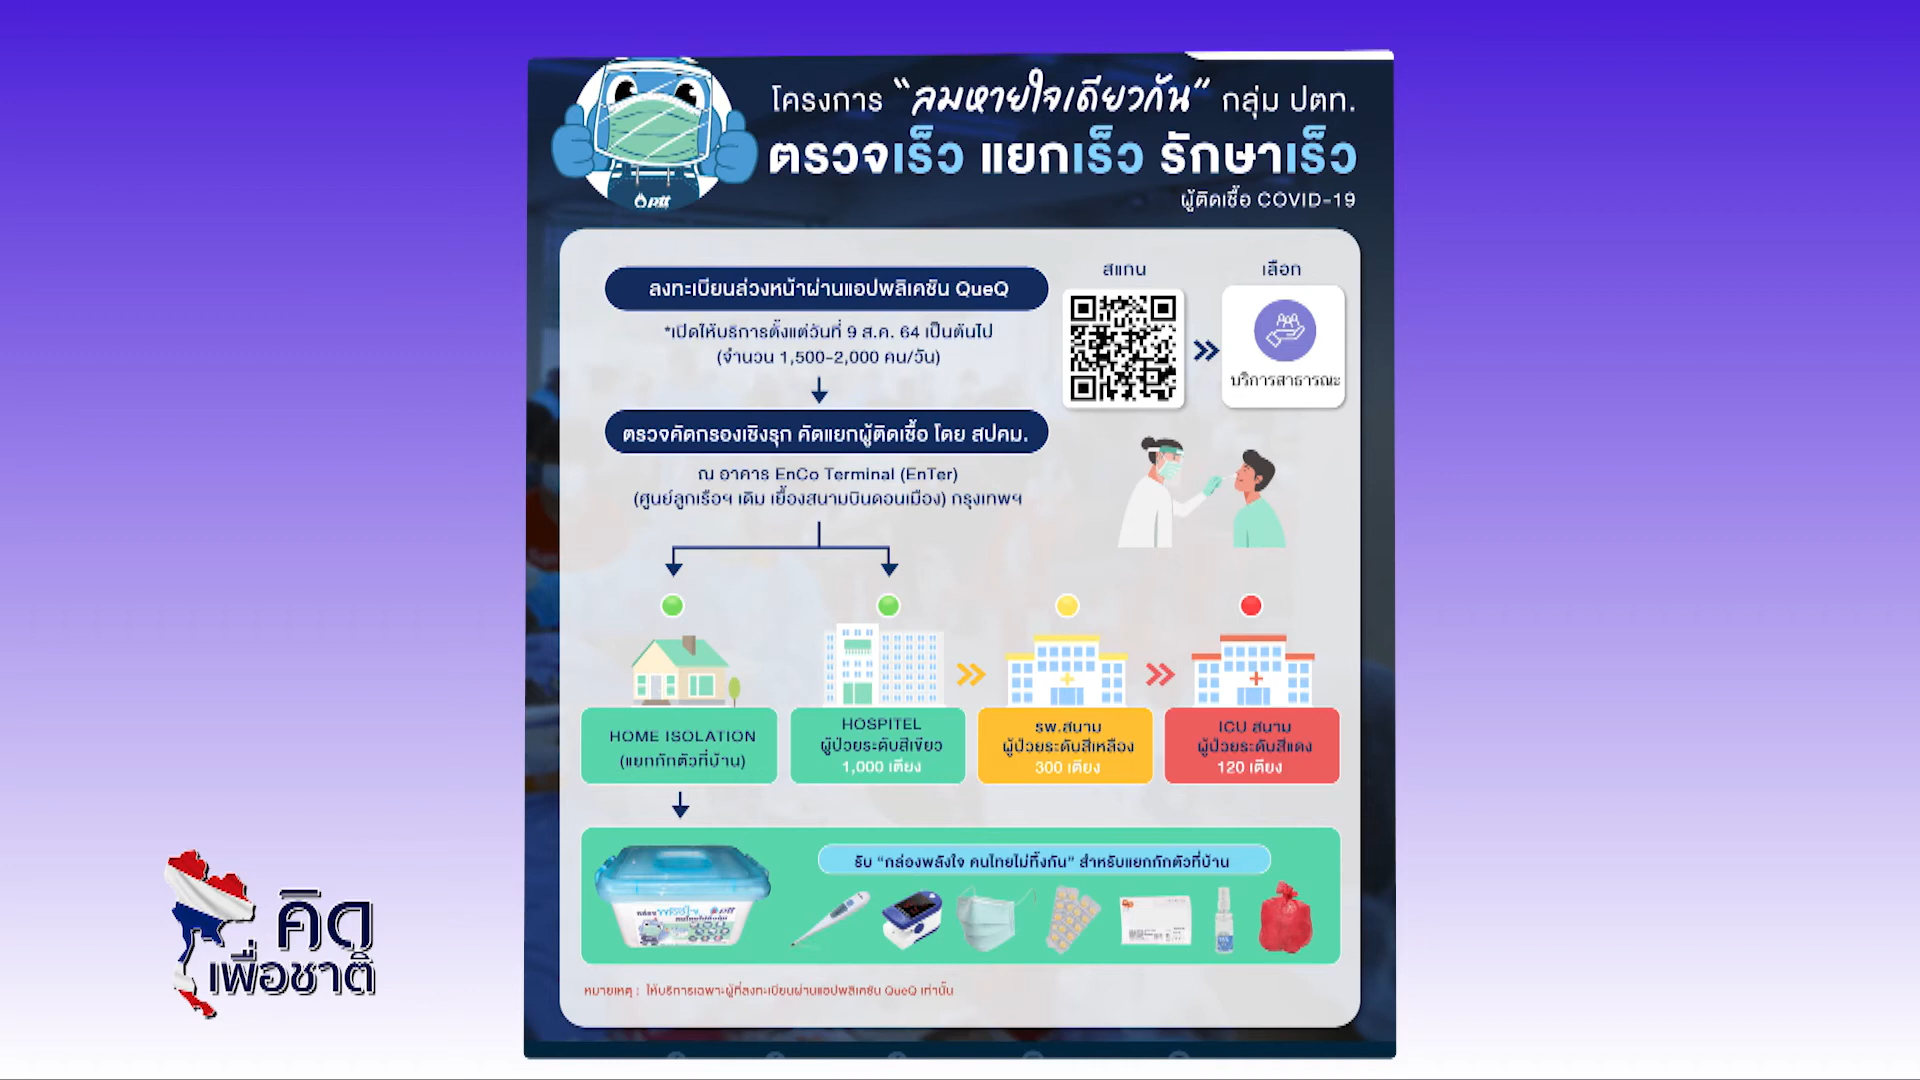 โครงการ “ลมหายใจเดียวกัน” กลุ่ม ปตท.
ตรวจเร็ว แยกเร็ว รักษาเร็ว
ผู้ติดเชื้อ COVID-19
ptt
ลงทะเบียนล่วงหน้าผ่านแอปพลิเคชัน QueQ
*เปิดให้บริการตั้งแต่วันที่ 9 ส.ค. 64 เป็นต้นไป
(จำนวน 1,500-2,000 คน/วัน)
สแกน
เลือก
บริการสาธารณะ
ตรวจคัดกรองเชิงรุก คัดแยกผู้ติดเชื้อ โดย สปคม.
ณ อาคาร EnCo Terminal (EnTer)
(ศูนย์ลูกเรือฯ เดิม เยื้องสนามบินดอนเมือง) กรุงเทพฯ
HOME ISOLATION
(แยกกักตัวที่บ้าน)
HOSPITEL
ผู้ป่วยระดับสีเขียว
1,000 เตียง
รพ.สนาม
ผู้ป่วยระดับสีเหลือง
300 เตียง
ICU สนาม
ผู้ป่วยระดับสีแดง
120 เตียง
รับ “กล่องพลังใจ คนไทยไม่ทิ้งกัน” สำหรับแยกกักตัวที่บ้าน
หมายเหตุ : ให้บริการเฉพาะผู้ที่ลงทะเบียนผ่านแอปพลิเคชัน QueQ เท่านั้น
คิด
เพื่อชาติ